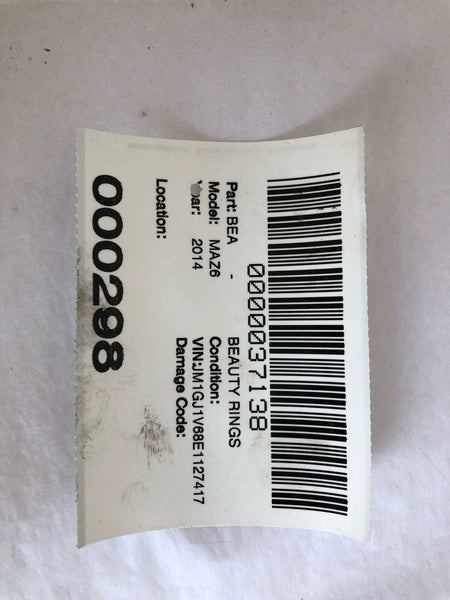 0000037138
Part: BEA - BEAUTY RINGS
Model: MAZ6 Condition:
Year: 2014 VIN:JM1GJ1V68E1127417
Damage Code:
Location:
000298